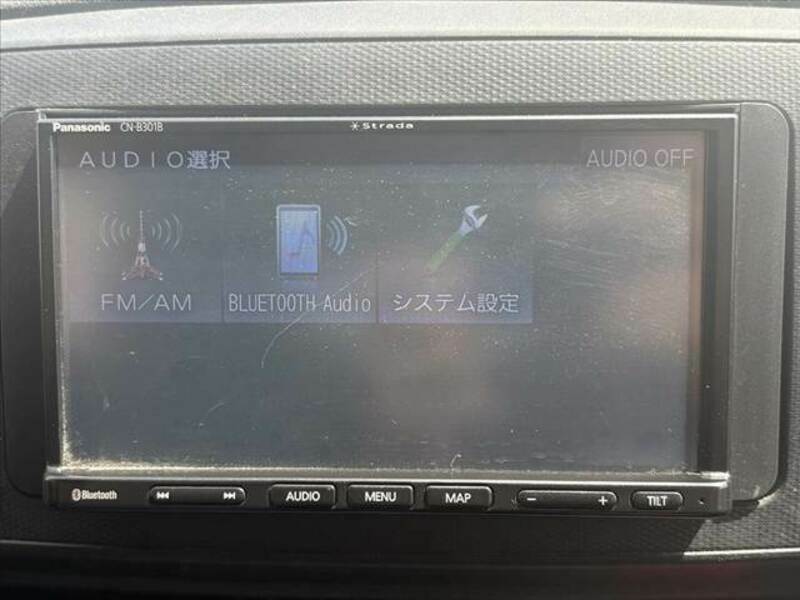 Panasonic CN-B301B Strada
AUDIO選択 AUDIO OFF
FM/AM BLUETOOTH Audio システム設定
Bluetooth AUDIO MENU MAP − + TILT